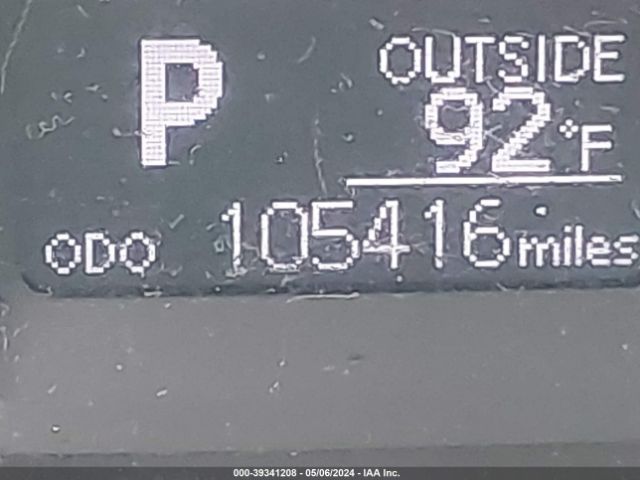 P OUTSIDE
92°F
ODO 105416 miles
000-39341208 - 05/06/2024 - IAA Inc.